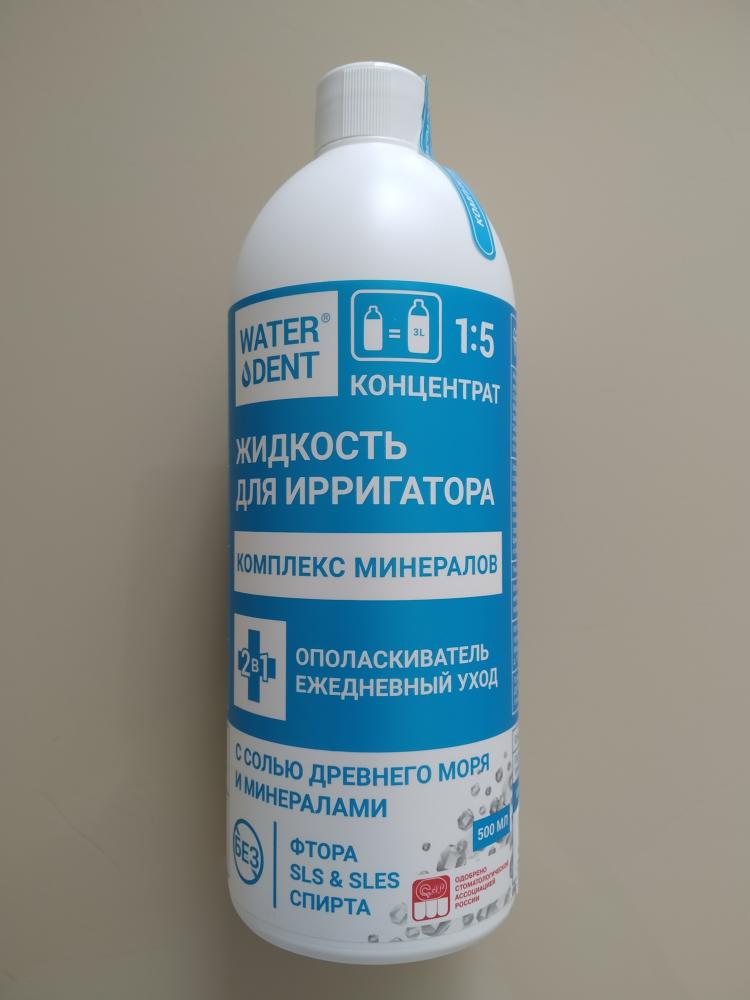 WATER®
DENT
3L
1:5
КОНЦЕНТРАТ
ЖИДКОСТЬ
ДЛЯ ИРРИГАТОРА
КОМПЛЕКС МИНЕРАЛОВ
2в1
ОПОЛАСКИВАТЕЛЬ
ЕЖЕДНЕВНЫЙ УХОД
С СОЛЬЮ ДРЕВНЕГО МОРЯ
И МИНЕРАЛАМИ
500 МЛ
БЕЗ
ФТОРА
SLS & SLES
СПИРТА
ОДОБРЕНО
СТОМАТОЛОГИЧЕСКОЙ
АССОЦИАЦИЕЙ
РОССИИ